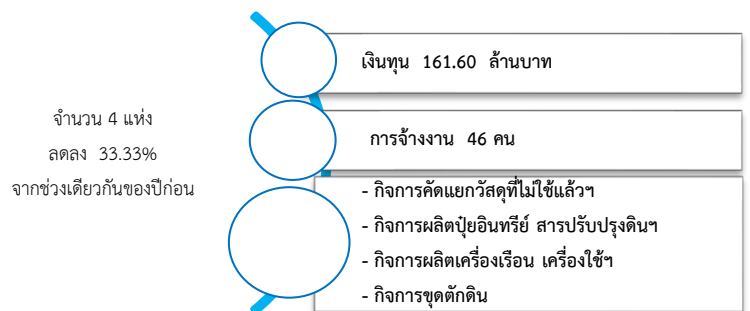 จำนวน 4 แห่ง
ลดลง 33.33%
จากช่วงเดียวกันของปีก่อน
เงินทุน 161.60 ล้านบาท
การจ้างงาน 46 คน
- กิจการคัดแยกวัสดุที่ไม่ใช้แล้วฯ
- กิจการผลิตปุ๋ยอินทรีย์ สารปรับปรุงดินฯ
- กิจการผลิตเครื่องเรือน เครื่องใช้ฯ
- กิจการขุดตักดิน